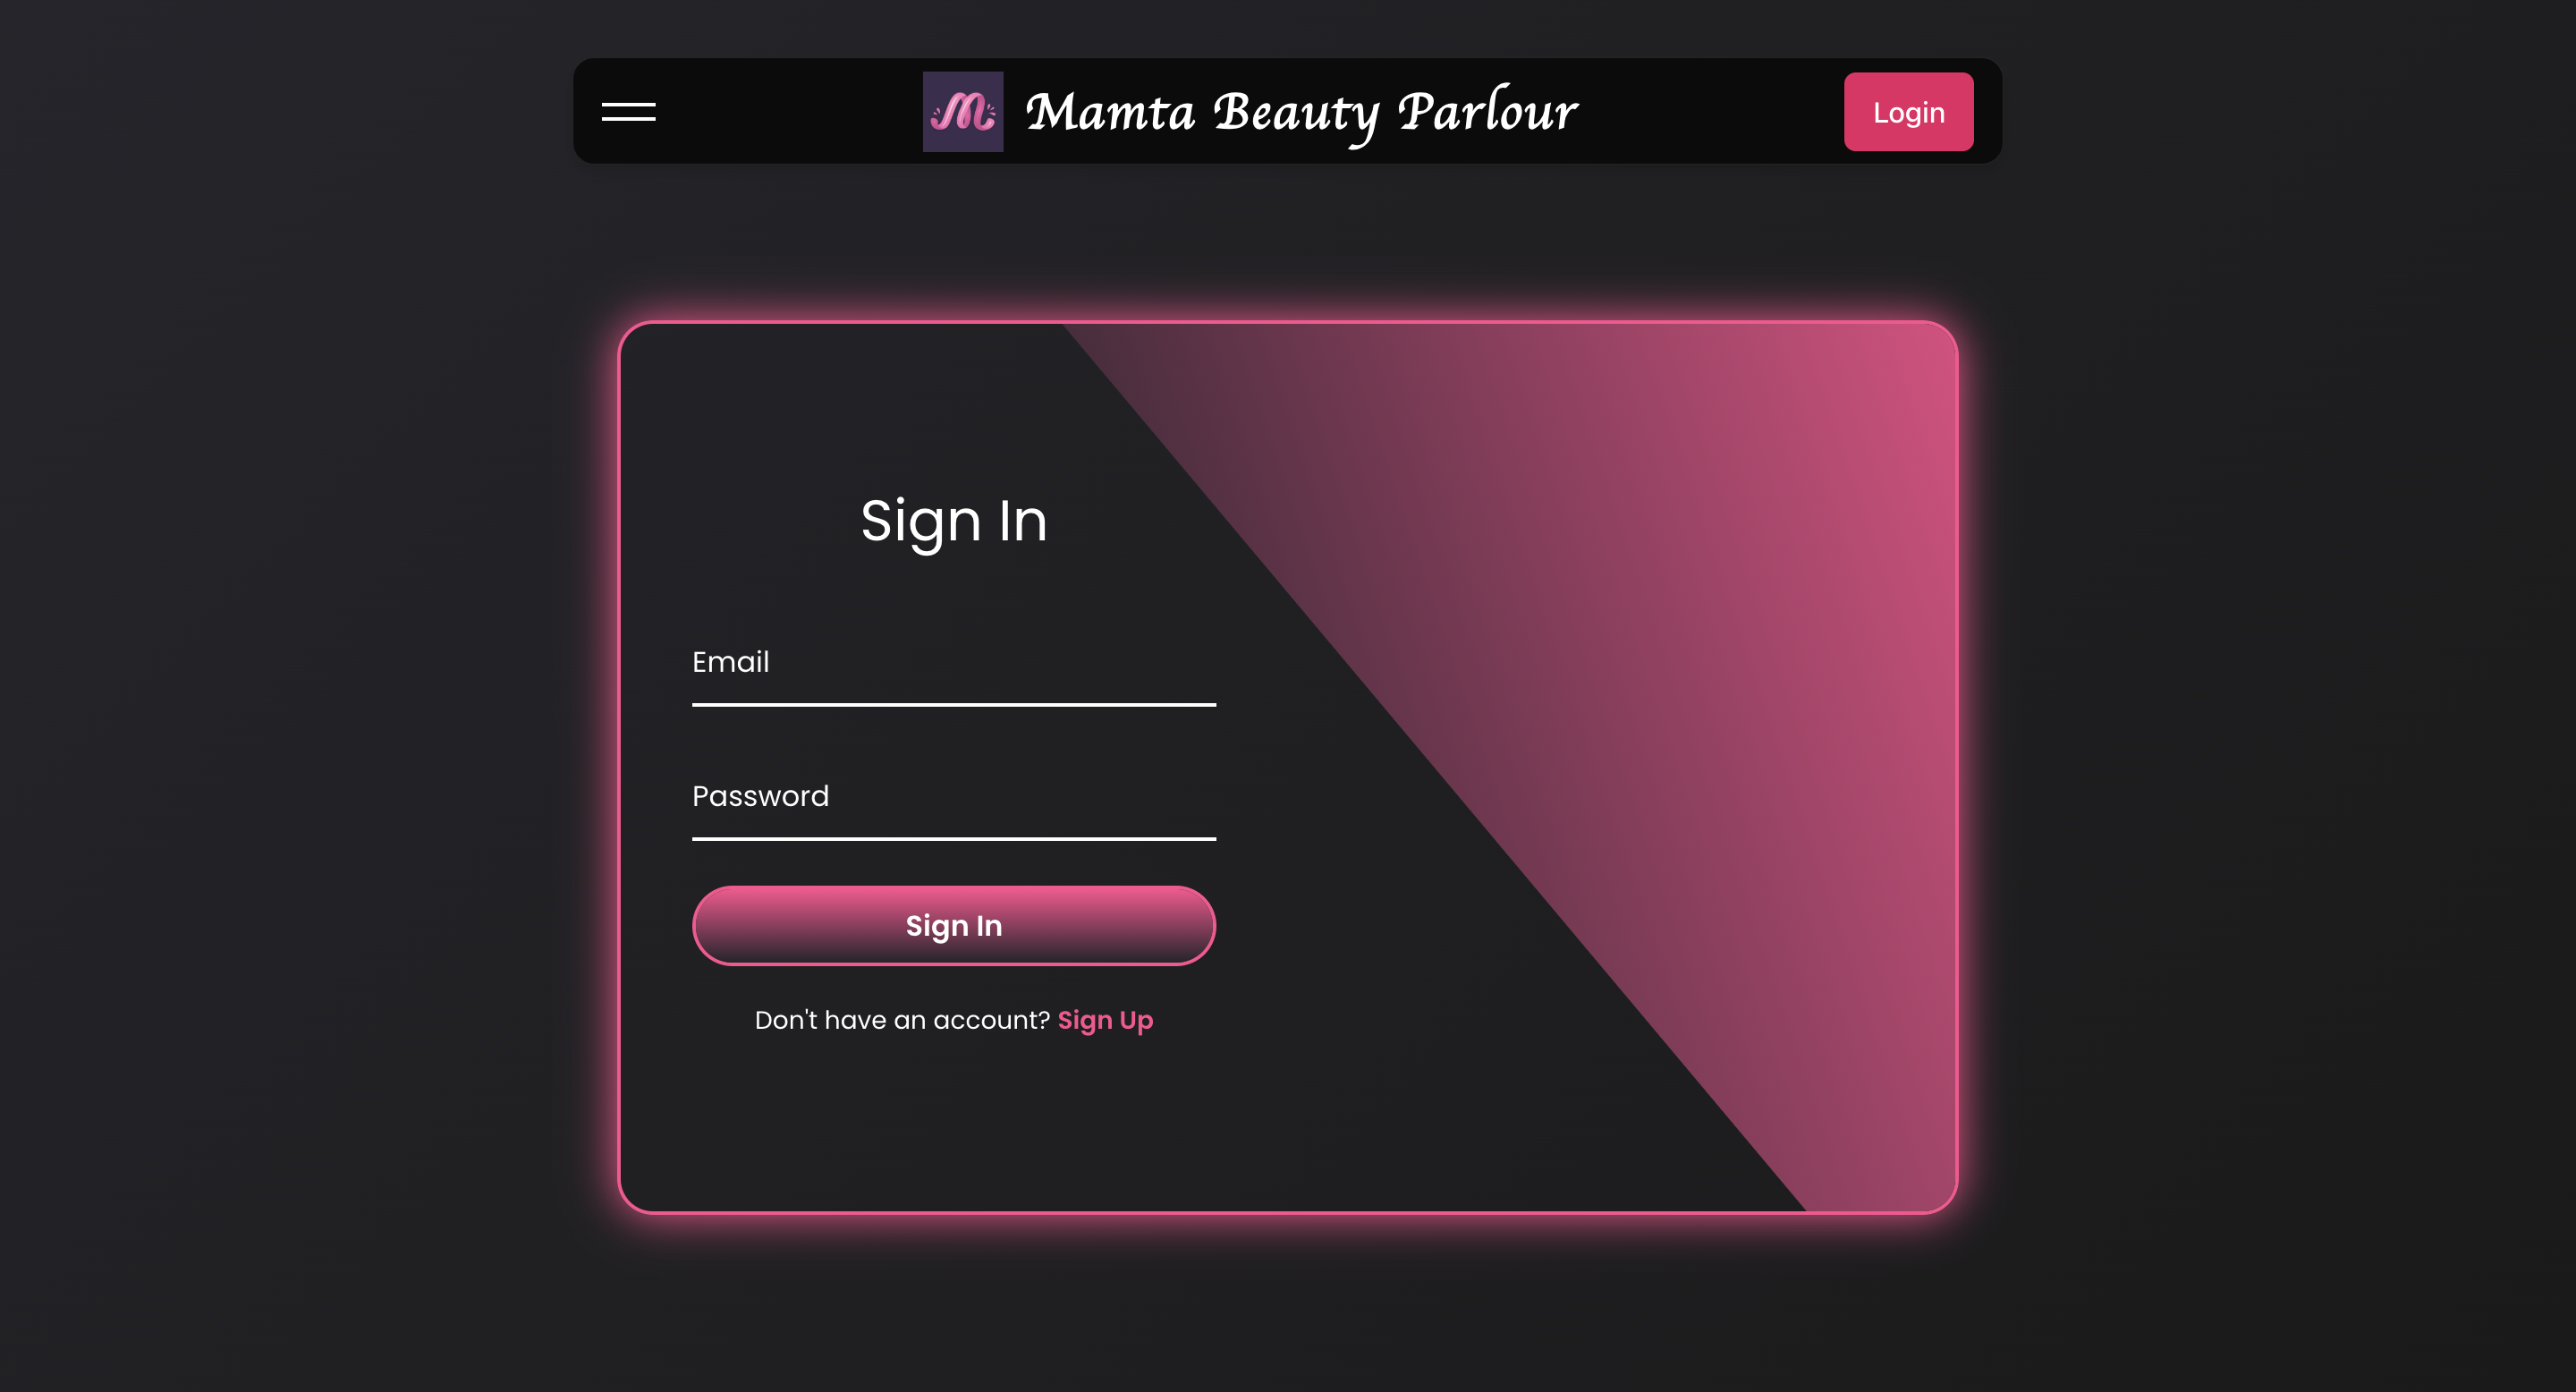 M Mamta Beauty Parlour
Login
Sign In
Email
Password
Sign In
Don't have an account? Sign Up